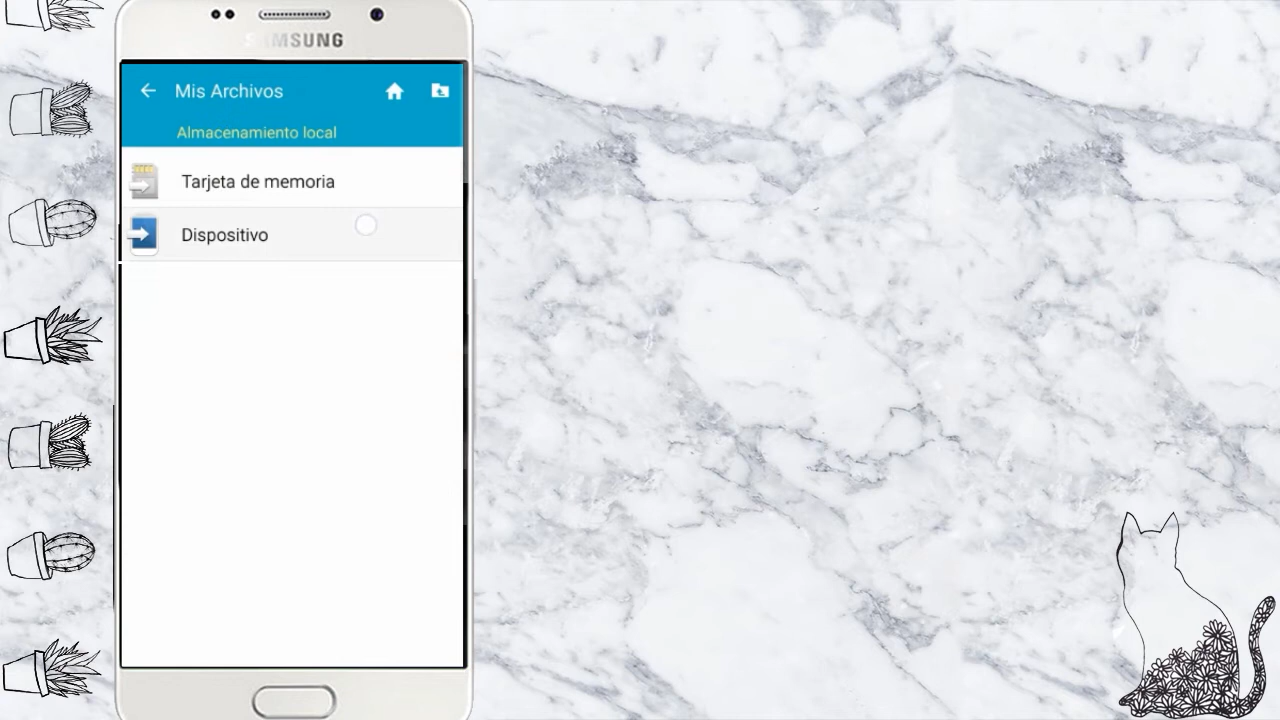 SAMSUNG
Mis Archivos
Almacenamiento local
Tarjeta de memoria
Dispositivo